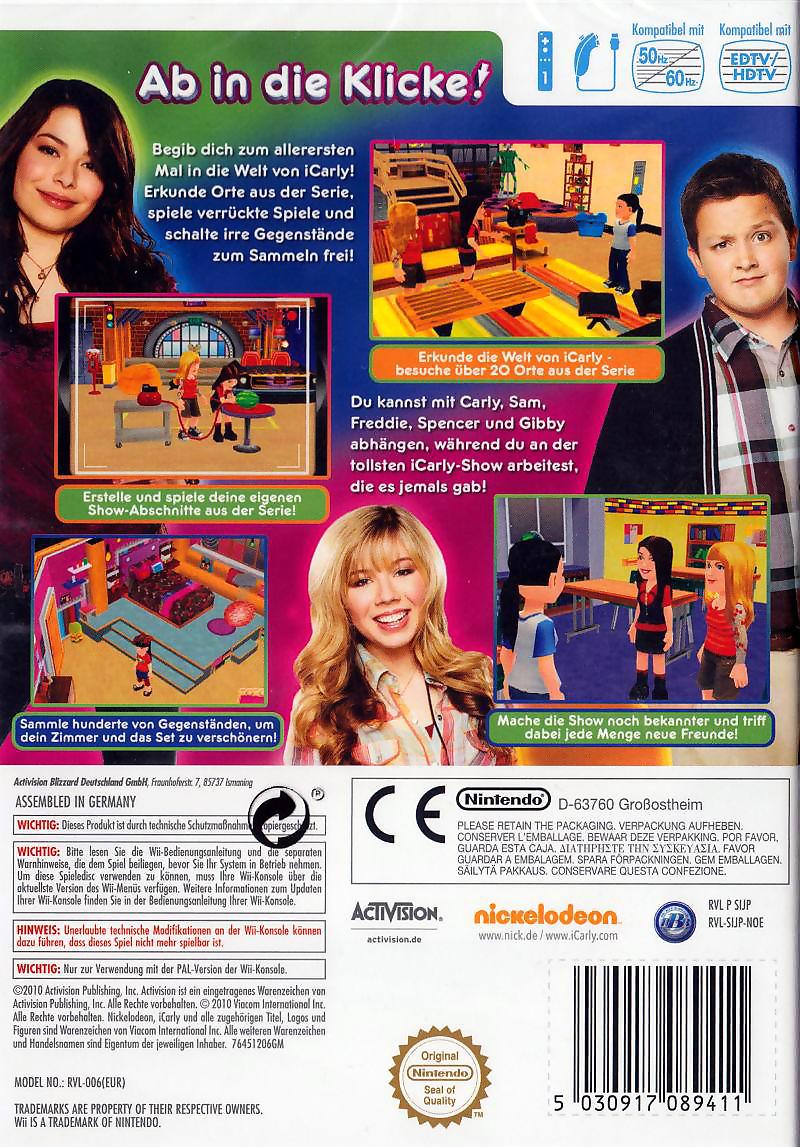 Kompatibel mit
Kompatibel mit
1
50Hz
60Hz
EDTV/
HDTV
Ab in die Klicke!
Begib dich zum allerersten
Mal in die Welt von iCarly!
Erkunde Orte aus der Serie,
spiele verrückte Spiele und
schalte irre Gegenstände
zum Sammeln frei!
Erkunde die Welt von iCarly -
besuche über 20 Orte aus der Serie
Du kannst mit Carly, Sam,
Freddie, Spencer und Gibby
abhängen, während du an der
tollsten iCarly-Show arbeitest,
die es jemals gab!
Erstelle und spiele deine eigenen
Show-Abschnitte aus der Serie!
Sammle hunderte von Gegenständen, um
dein Zimmer und das Set zu verschönern!
Mache die Show noch bekannter und triff
dabei jede Menge neue Freunde!
Activision Blizzard Deutschland GmbH, Fraunhoferstr. 7, 85737 Ismaning
ASSEMBLED IN GERMANY
WICHTIG: Dieses Produkt ist durch technische Schutzmaßnahmen kopiergeschützt.
WICHTIG: Bitte lesen Sie die Wii-Bedienungsanleitung und die separaten
Warnhinweise, die dem Spiel beiliegen, bevor Sie Ihr System in Betrieb nehmen.
Um diese Speicherdisc verwenden zu können, muss Ihre Wii-Konsole über die
aktuellste Version des Wii-Menüs verfügen. Weitere Informationen zum Updaten
Ihrer Wii-Konsole finden Sie in der Bedienungsanleitung Ihrer Wii-Konsole.
HINWEIS: Unerlaubte technische Modifikationen an der Wii-Konsole können
dazu führen, dass dieses Spiel nicht mehr spielbar ist.
WICHTIG: Nur zur Verwendung mit der PAL-Version der Wii-Konsole.
©2010 Activision Publishing, Inc. Activision ist ein eingetragenes Warenzeichen von
Activision Publishing, Inc. Alle Rechte vorbehalten. © 2010 Viacom International Inc.
Alle Rechte vorbehalten. Nickelodeon, iCarly und alle zugehörigen Titel, Logos und
Figuren sind Warenzeichen von Viacom International Inc. Alle weiteren Warenzeichen
und Handelsnamen sind Eigentum der jeweiligen Inhaber. 76451206GM
MODEL NO.: RVL-006(EUR)
TRADEMARKS ARE PROPERTY OF THEIR RESPECTIVE OWNERS.
Wii IS A TRADEMARK OF NINTENDO.
CE
Nintendo® D-63760 Großostheim
PLEASE RETAIN THE PACKAGING. VERPACKUNG AUFHEBEN.
CONSERVER L'EMBALLAGE. BEWAAR DEZE VERPAKKING. POR FAVOR,
GUARDA ESTA CAJA. ΔΙΑΤΗΡΗΣΤΕ ΤΗΝ ΣΥΣΚΕΥΑΣΙΑ. FAVOR
GUARDAR A EMBALAGEM. SPARA FÖRPACKNINGEN. GEM EMBALLAGEN.
SÄILYTÄ PAKKAUS. CONSERVARE QUESTA CONFEZIONE.
ACTIVISION®
activision.de
nickelodeon
www.nick.de / www.iCarly.com
RVL P SIJP
RVL-SIJP-NOE
Original
Nintendo
Seal of
Quality
TM
5 030917 089411